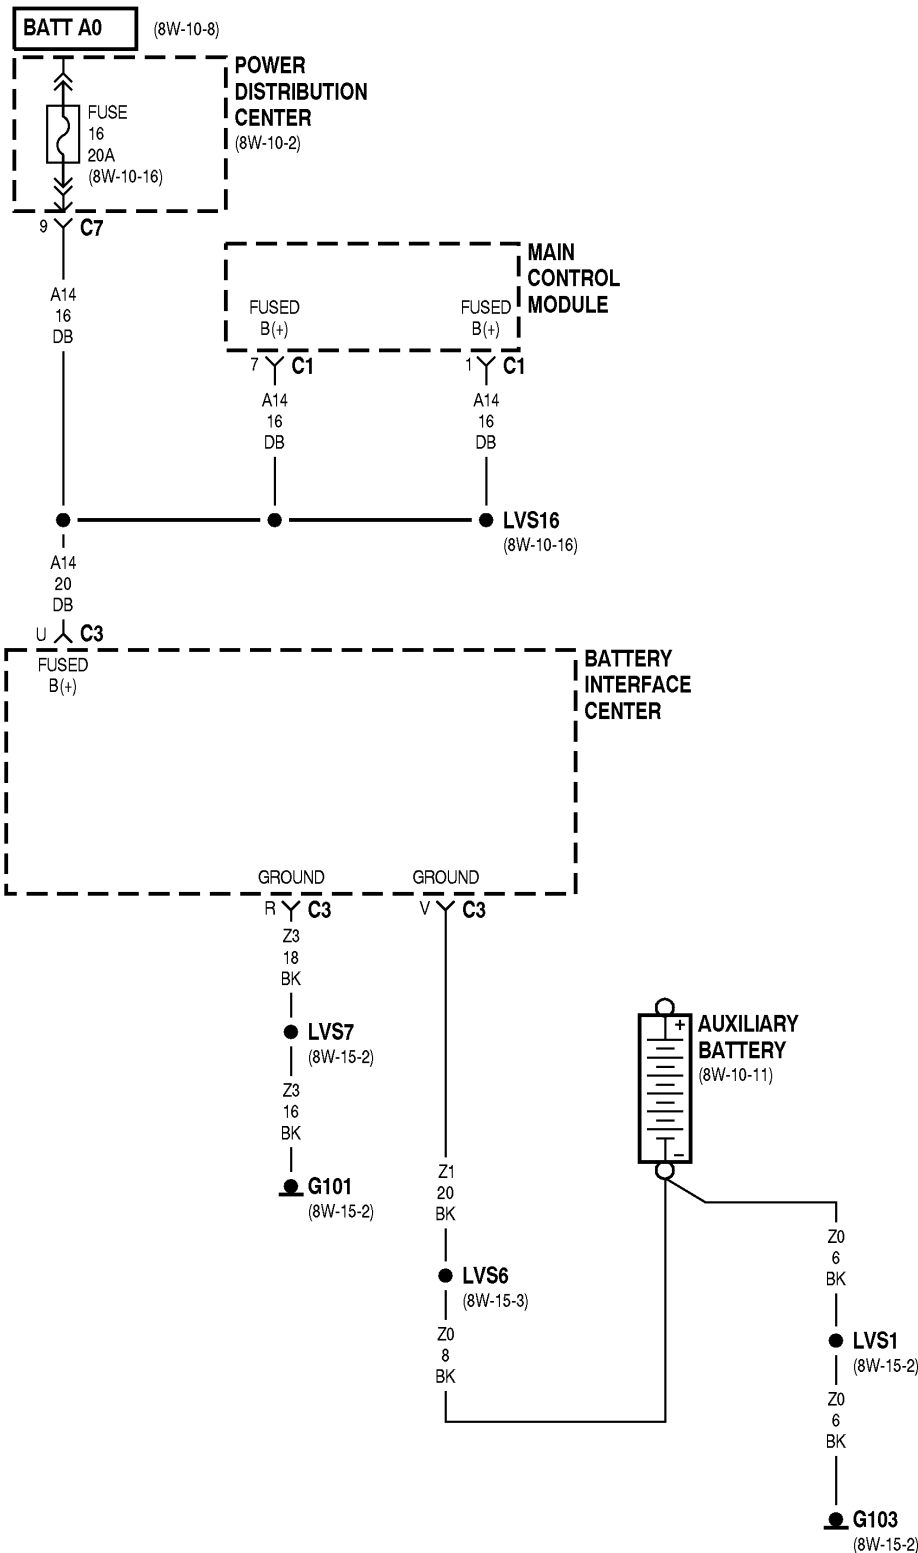 BATT A0
(8W-10-8)
POWER
DISTRIBUTION
CENTER
(8W-10-2)
FUSE
16
20A
(8W-10-16)
9
C7
A14
16
DB
MAIN
CONTROL
MODULE
FUSED
B(+)
FUSED
B(+)
7
C1
1
C1
A14
16
DB
A14
16
DB
LVS16
(8W-10-16)
A14
20
DB
U
C3
FUSED
B(+)
BATTERY
INTERFACE
CENTER
GROUND
GROUND
R
C3
V
C3
Z3
18
BK
LVS7
(8W-15-2)
Z3
16
BK
G101
(8W-15-2)
+
AUXILIARY
BATTERY
(8W-10-11)
–
Z1
20
BK
LVS6
(8W-15-3)
Z0
8
BK
Z0
6
BK
LVS1
(8W-15-2)
Z0
6
BK
G103
(8W-15-2)